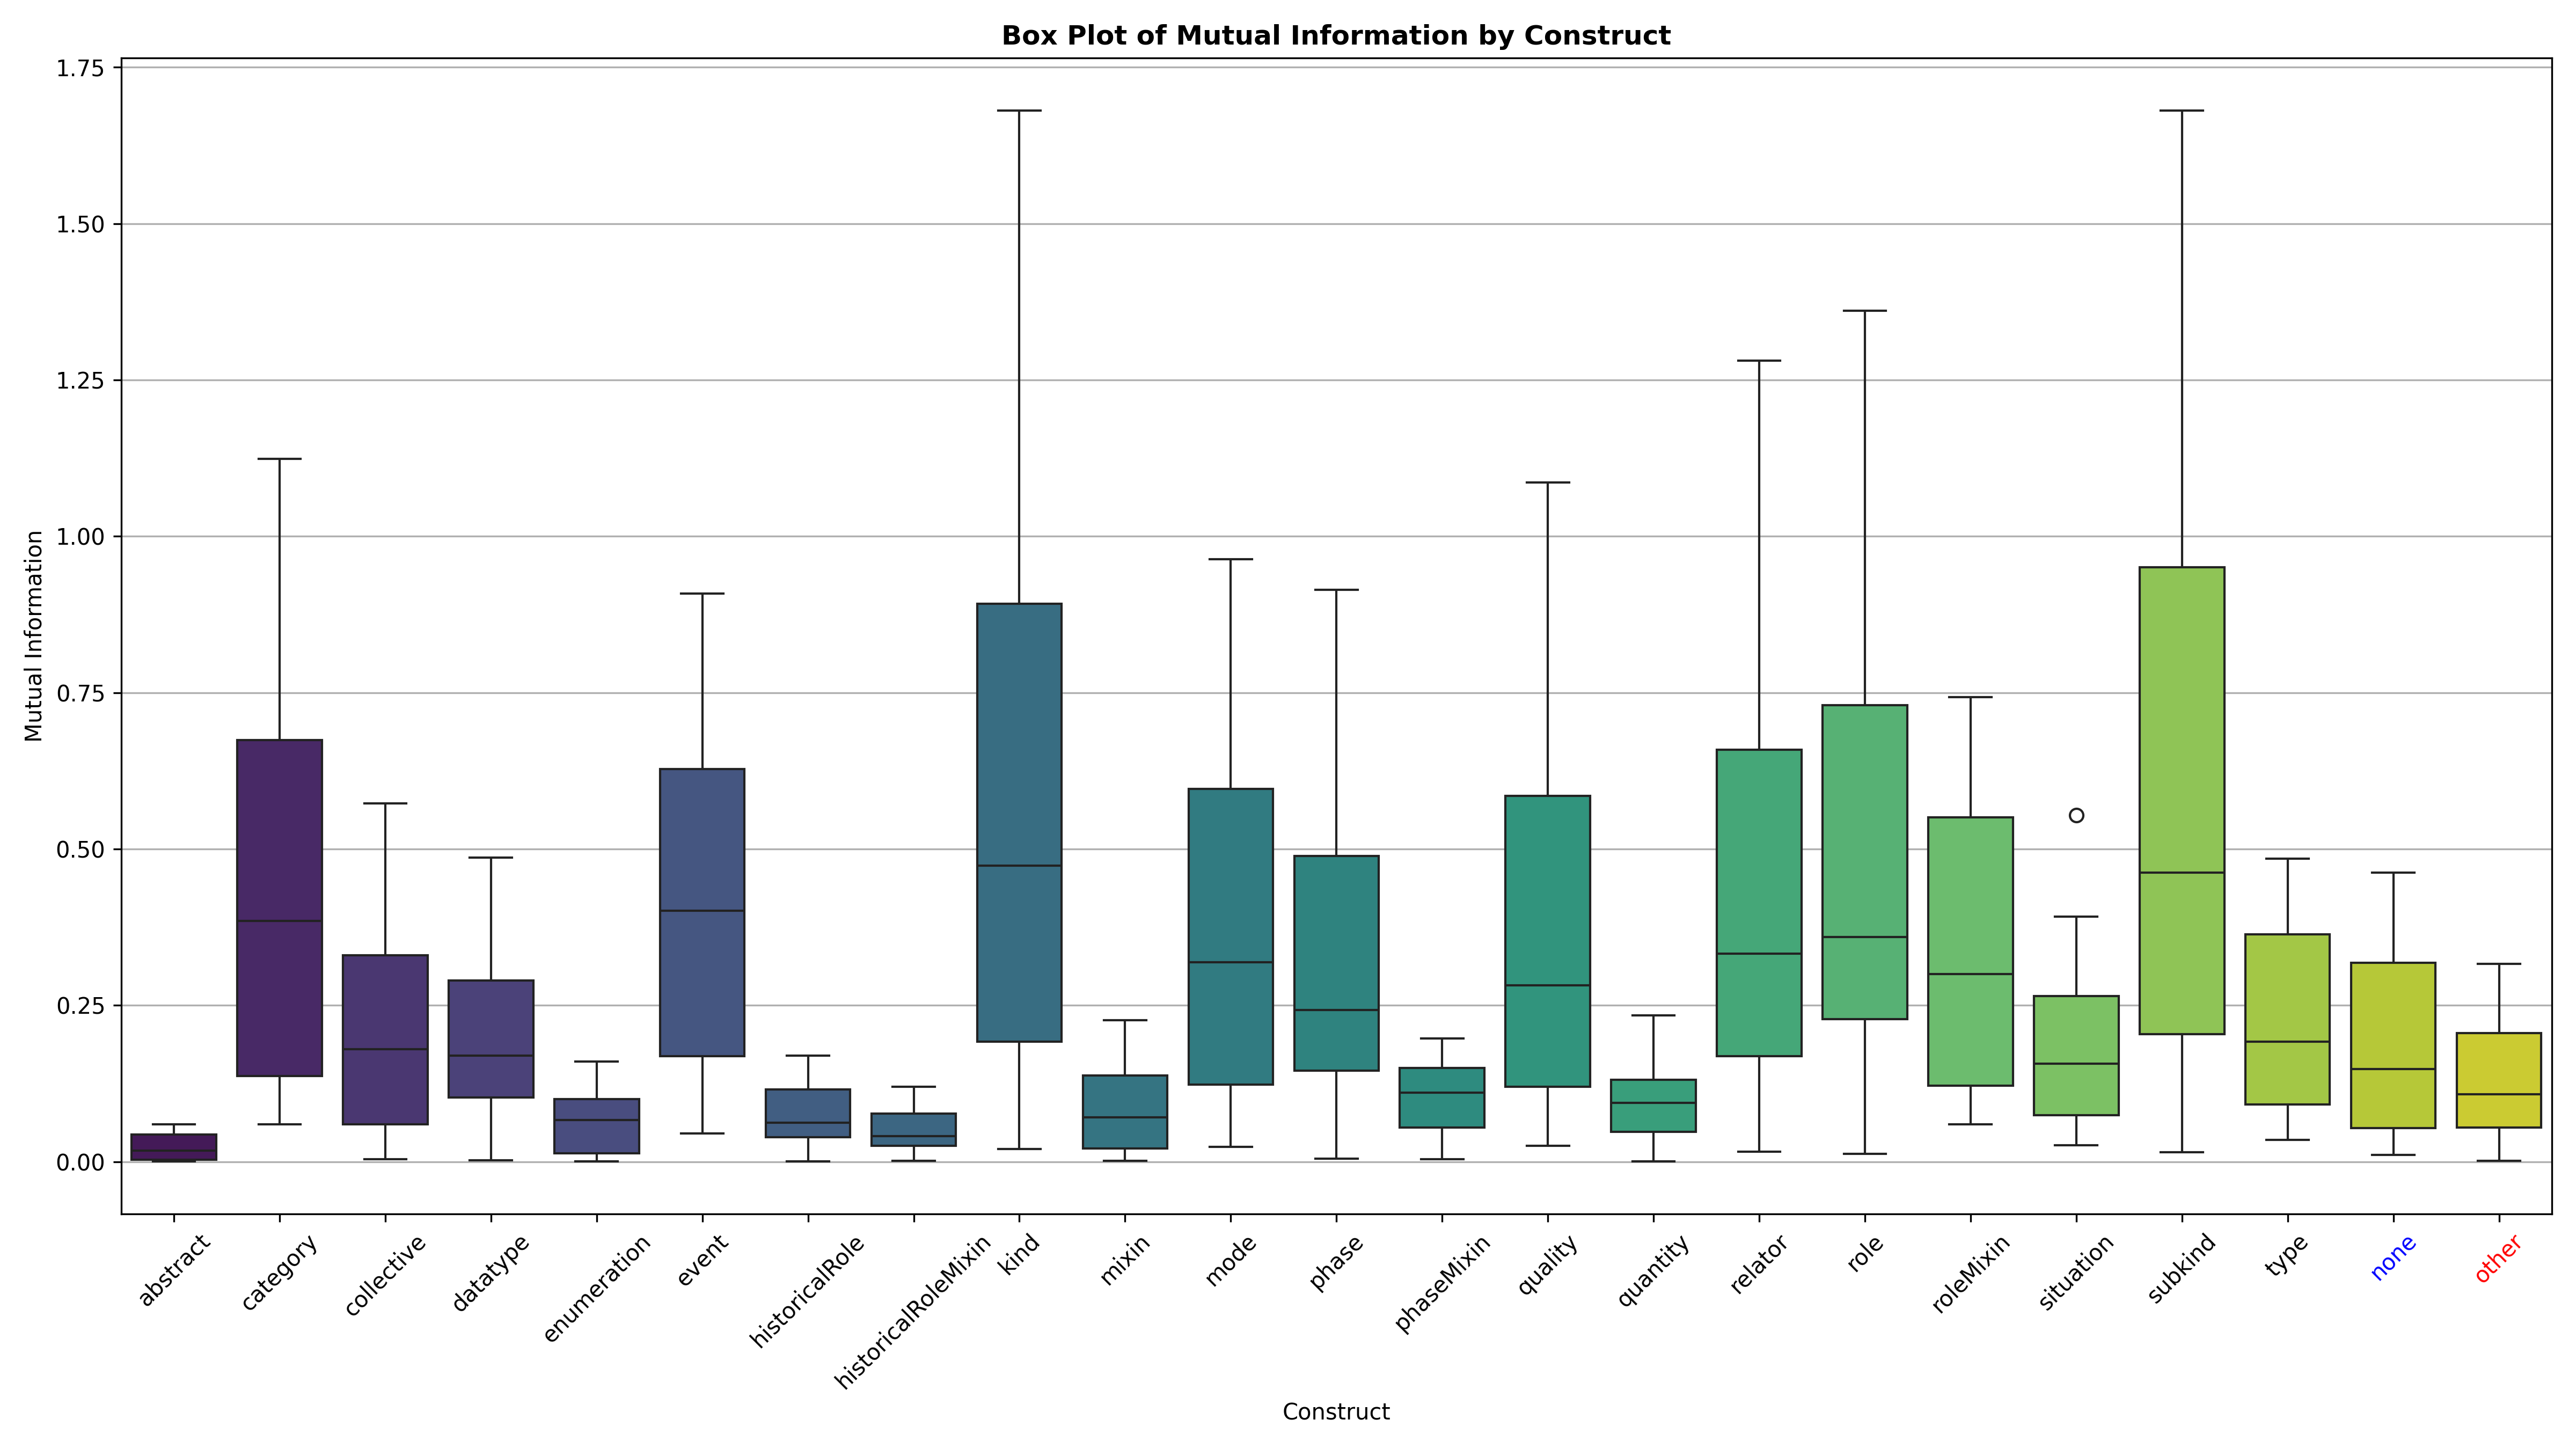 Box Plot of Mutual Information by Construct
1.75
1.50
1.25
1.00
0.75
0.50
0.25
0.00
Mutual Information
abstract
category
collective
datatype
enumeration
event
historicalRole
historicalRoleMixin
kind
mixin
mode
phase
phaseMixin
quality
quantity
relator
role
roleMixin
situation
subkind
type
none
other
Construct